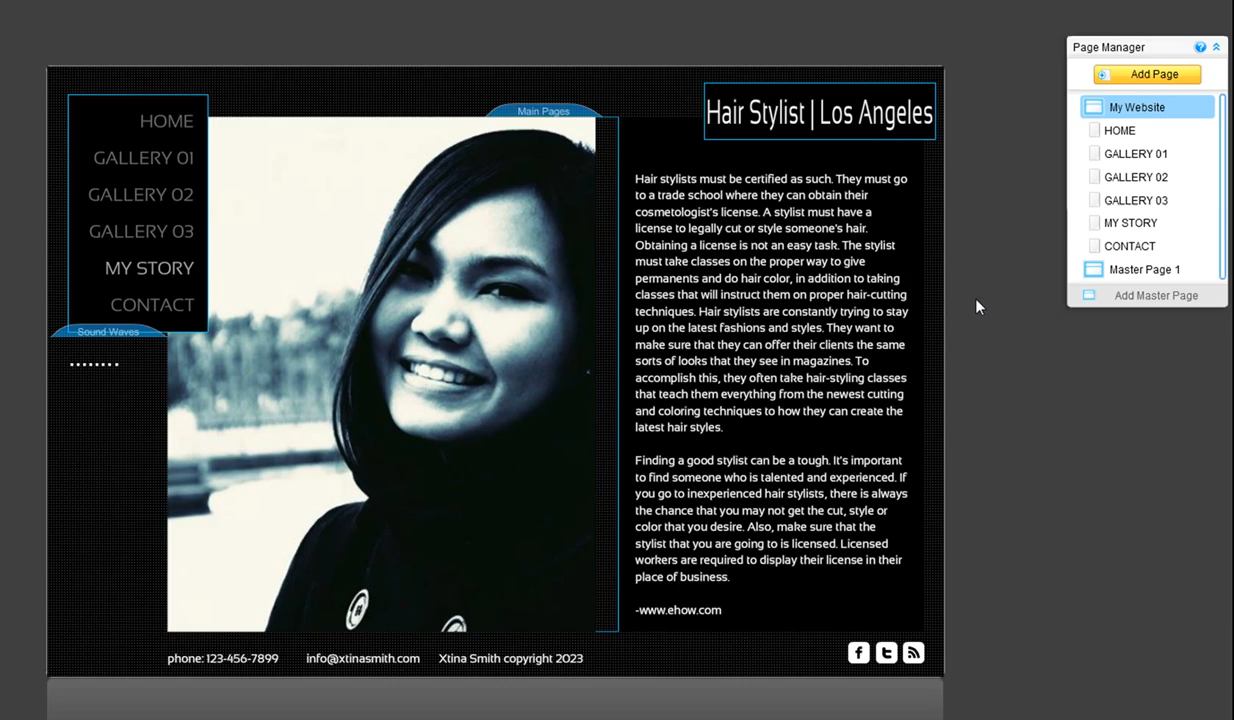 Page Manager
Add Page
My Website
HOME
GALLERY 01
GALLERY 02
GALLERY 03
MY STORY
CONTACT
Master Page 1
Add Master Page
HOME
GALLERY 01
GALLERY 02
GALLERY 03
MY STORY
CONTACT
Sound Waves
Main Pages
Hair Stylist | Los Angeles
Hair stylists must be certified as such. They must go
to a trade school where they can obtain their
cosmetologist's license. A stylist must have a
license to legally cut or style someone's hair.
Obtaining a license is not an easy task. The stylist
must take classes on the proper way to give
permanents and do hair color, in addition to taking
classes that will instruct them on proper hair-cutting
techniques. Hair stylists are constantly trying to stay
up on the latest fashions and styles. They want to
make sure that they can offer their clients the same
sorts of looks that they see in magazines. To
accomplish this, they often take hair-styling classes
that teach them everything from the newest cutting
and coloring techniques to how they can create the
latest hair styles.
Finding a good stylist can be a tough. It's important
to find someone who is talented and experienced. If
you go to inexperienced hair stylists, there is always
the chance that you may not get the cut, style or
color that you desire. Also, make sure that the
stylist that you are going to is licensed. Licensed
workers are required to display their license in their
place of business.
-www.ehow.com
phone: 123-456-7899 info@xtinasmith.com Xtina Smith copyright 2023